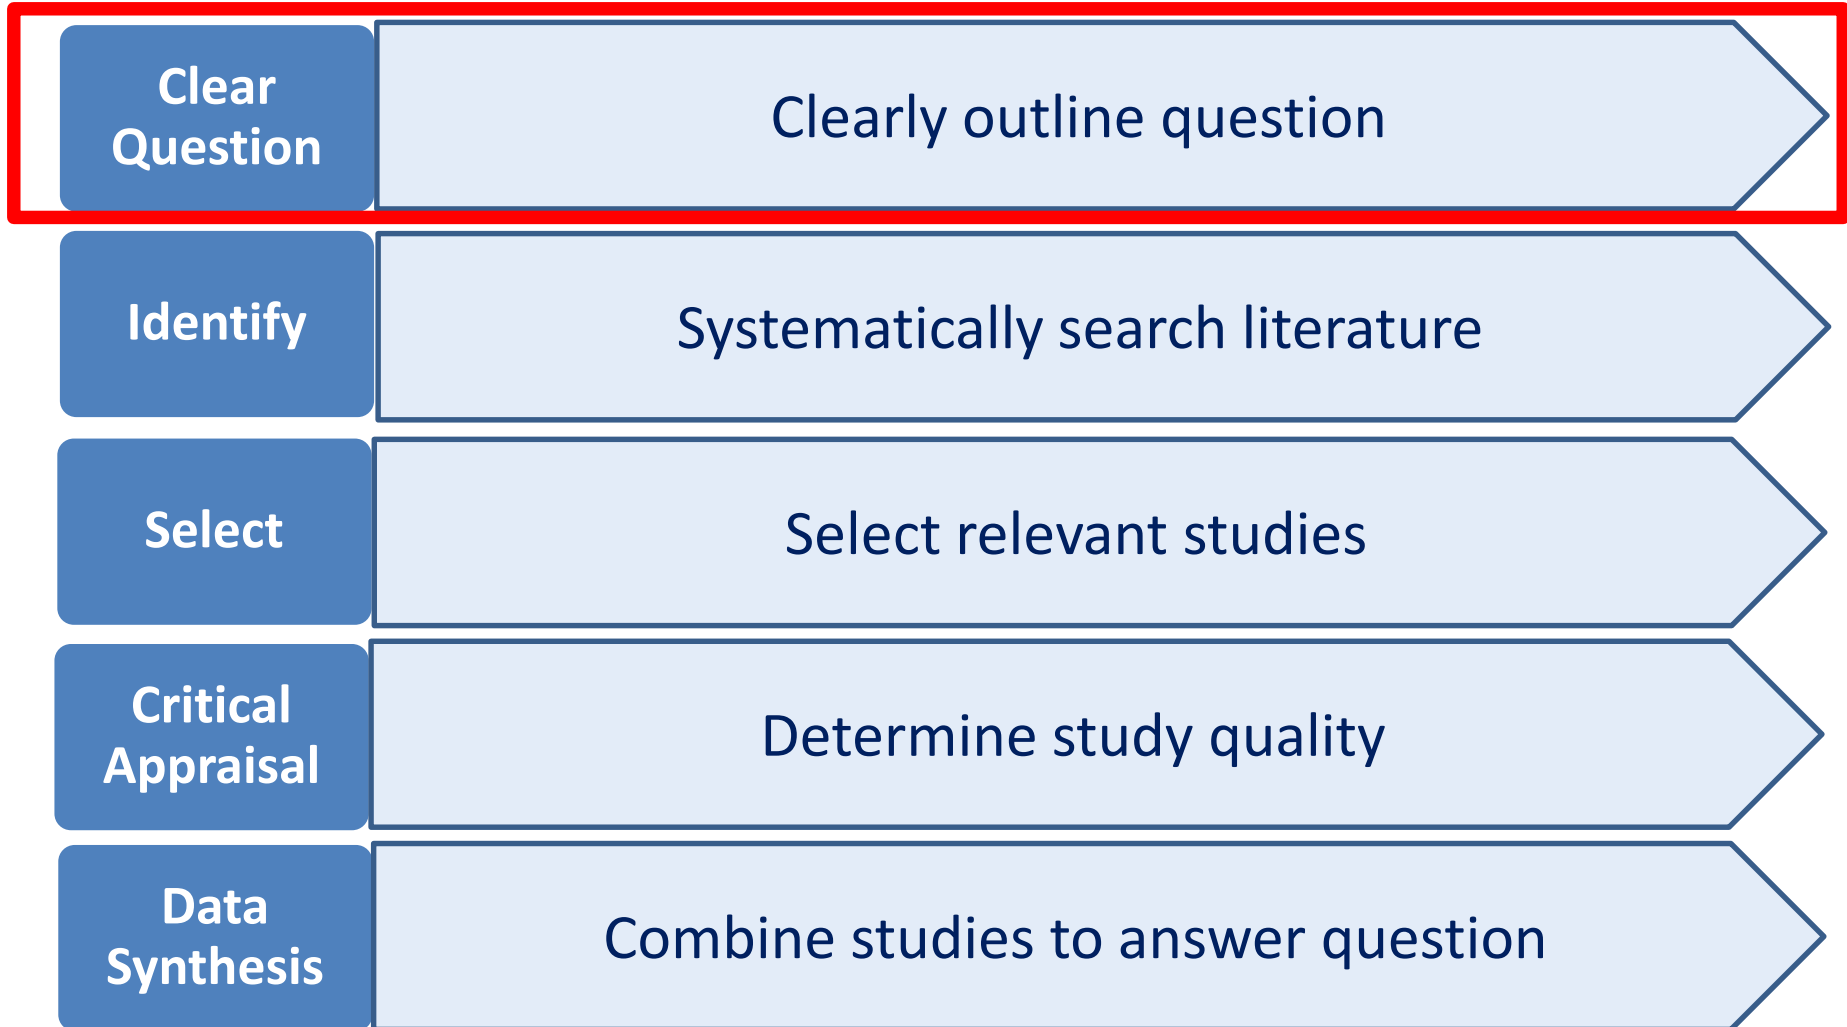 Clear
Question
Clearly outline question
Identify
Systematically search literature
Select
Select relevant studies
Critical
Appraisal
Determine study quality
Data
Synthesis
Combine studies to answer question